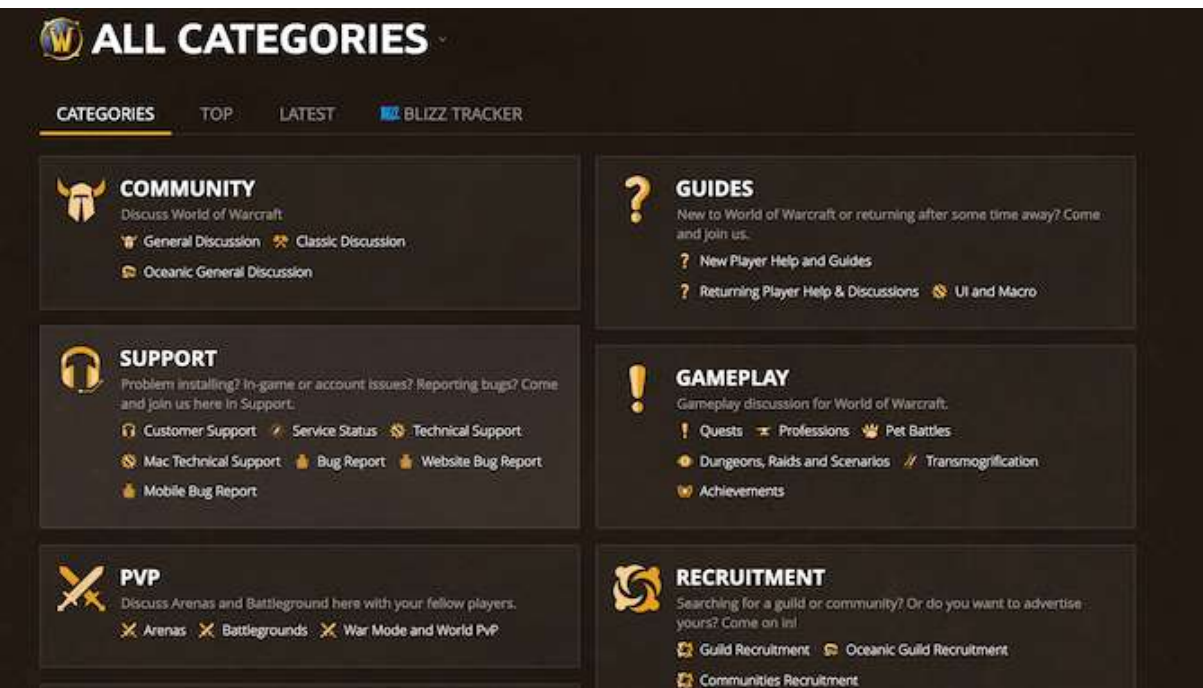 ALL CATEGORIES
CATEGORIES TOP LATEST BLIZZ TRACKER
COMMUNITY
Discuss World of Warcraft
General Discussion Classic Discussion
Oceanic General Discussion
GUIDES
New to World of Warcraft or returning after some time away? Come
and join us.
New Player Help and Guides
Returning Player Help & Discussions UI and Macro
SUPPORT
Problem installing? In-game or account issues? Reporting bugs? Come
and join us here in Support.
Customer Support Service Status Technical Support
Mac Technical Support Bug Report Website Bug Report
Mobile Bug Report
GAMEPLAY
Gameplay discussion for World of Warcraft.
Quests Professions Pet Battles
Dungeons, Raids and Scenarios Transmogrification
Achievements
PVP
Discuss Arenas and Battleground here with your fellow players.
Arenas Battlegrounds War Mode and World PvP
RECRUITMENT
Searching for a guild or community? Or do you want to advertise
yours? Come on in!
Guild Recruitment Oceanic Guild Recruitment
Communities Recruitment